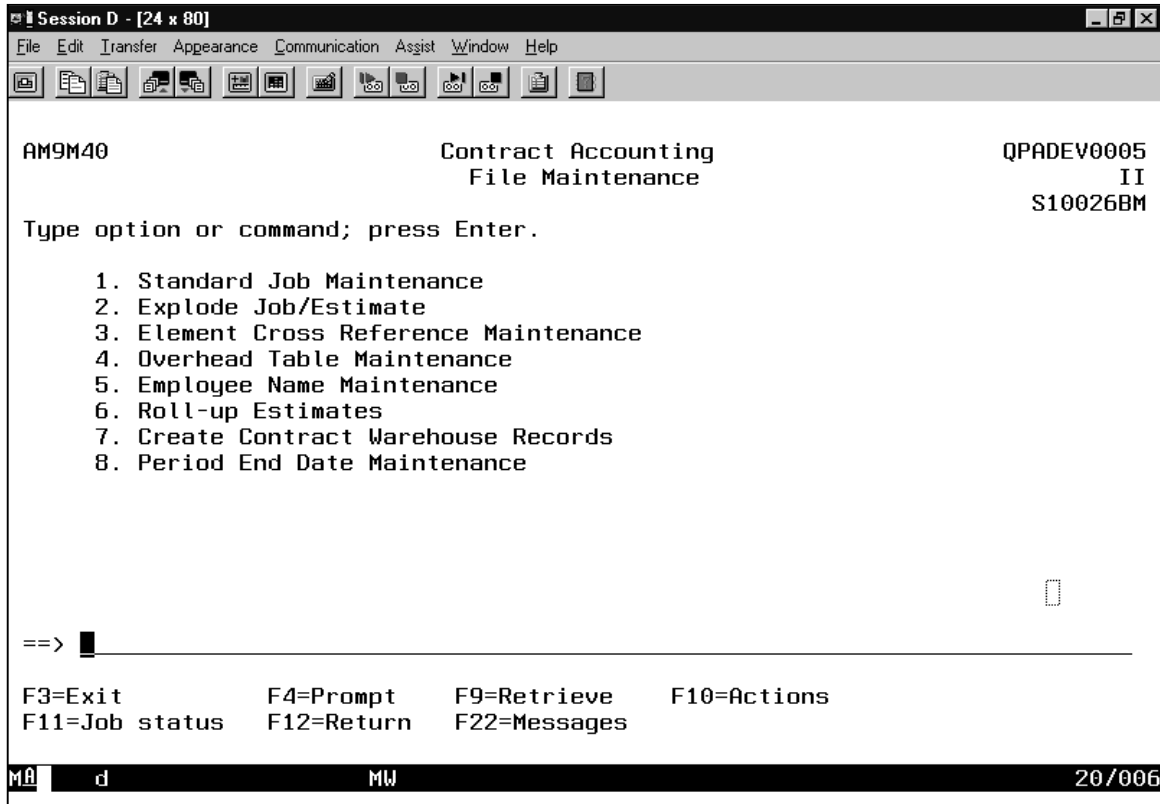 Session D - [24 x 80]
File Edit Transfer Appearance Communication Assist Window Help
AM9M40 Contract Accounting QPADEV0005
File Maintenance II
S10026BM
Type option or command; press Enter.
1. Standard Job Maintenance
2. Explode Job/Estimate
3. Element Cross Reference Maintenance
4. Overhead Table Maintenance
5. Employee Name Maintenance
6. Roll-up Estimates
7. Create Contract Warehouse Records
8. Period End Date Maintenance
==>
F3=Exit F4=Prompt F9=Retrieve F10=Actions
F11=Job status F12=Return F22=Messages
MA d MW 20/006